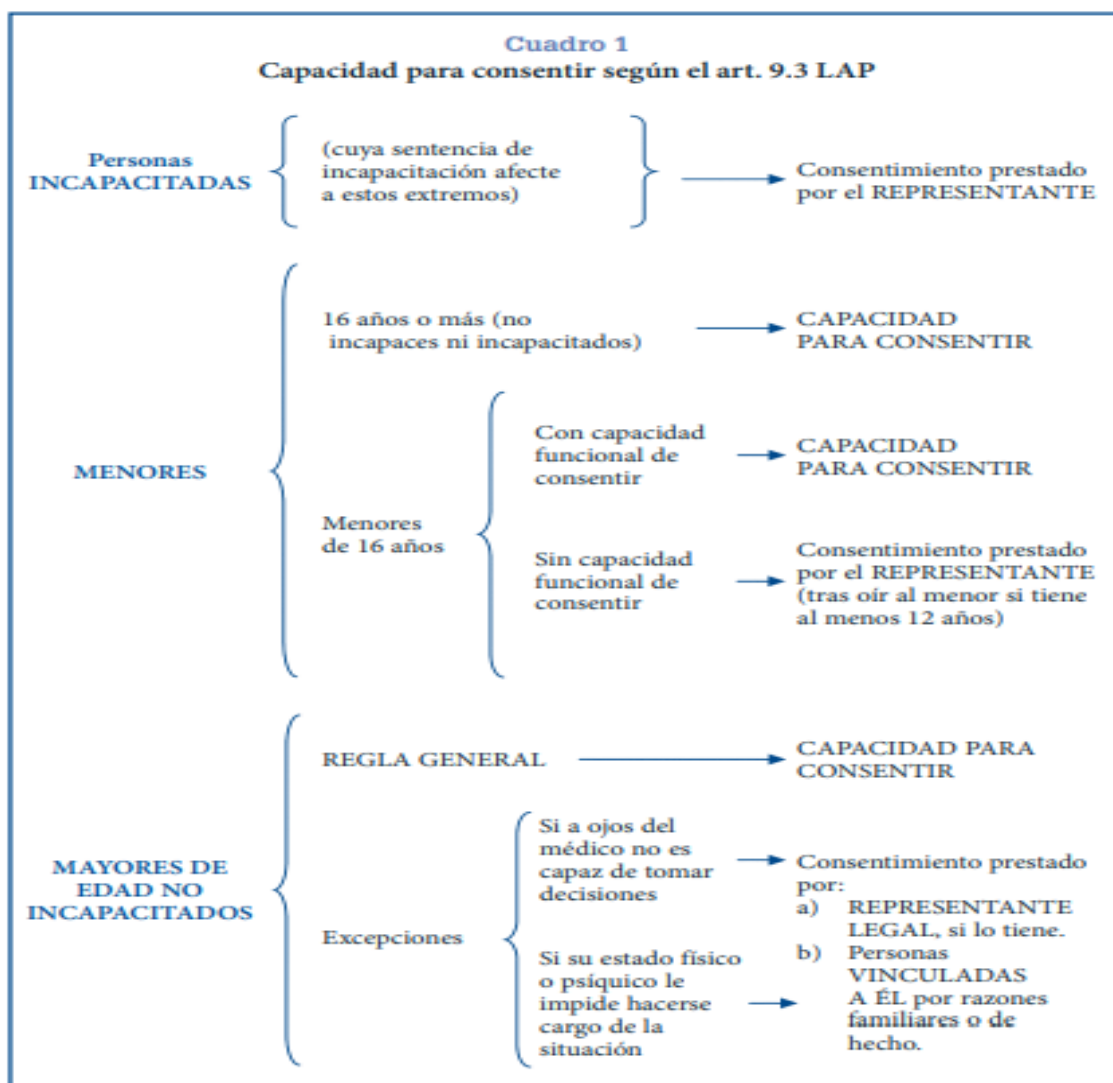 Cuadro 1
Capacidad para consentir según el art. 9.3 LAP
Personas
INCAPACITADAS
(cuya sentencia de
incapacitación afecte
a estos extremos)
Consentimiento prestado
por el REPRESENTANTE
MENORES
16 años o más (no
incapaces ni incapacitados)
CAPACIDAD
PARA CONSENTIR
Menores
de 16 años
Con capacidad
funcional de
consentir
CAPACIDAD
PARA CONSENTIR
Sin capacidad
funcional de
consentir
Consentimiento prestado
por el REPRESENTANTE
(tras oír al menor si tiene
al menos 12 años)
MAYORES DE
EDAD NO
INCAPACITADOS
REGLA GENERAL
CAPACIDAD PARA
CONSENTIR
Excepciones
Si a ojos del
médico no es
capaz de tomar
decisiones
Si su estado físico
o psíquico le
impide hacerse
cargo de la
situación
Consentimiento prestado
por:
a) REPRESENTANTE
LEGAL, si lo tiene.
b) Personas
VINCULADAS
A ÉL por razones
familiares o de
hecho.